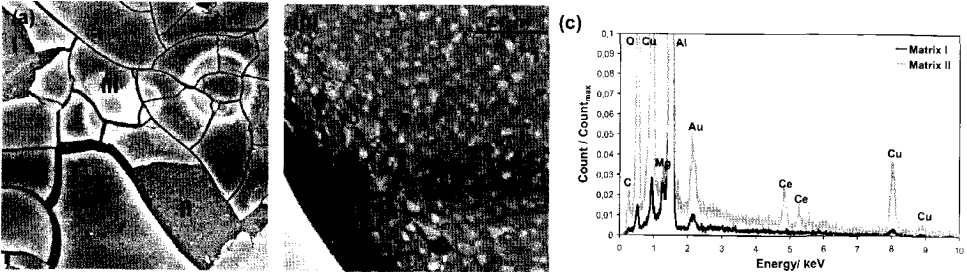 (a)
III
II
(b)
(c)
Count / Count max
0,1
0,09
0,08
0,07
0,06
0,05
0,04
0,03
0,02
0,01
0
O Cu Al
Matrix I
Matrix II
Au
Mg
C
Ce
Ce
Cu
Cu
0 1 2 3 4 5 6 7 8 9 10
Energy/ keV